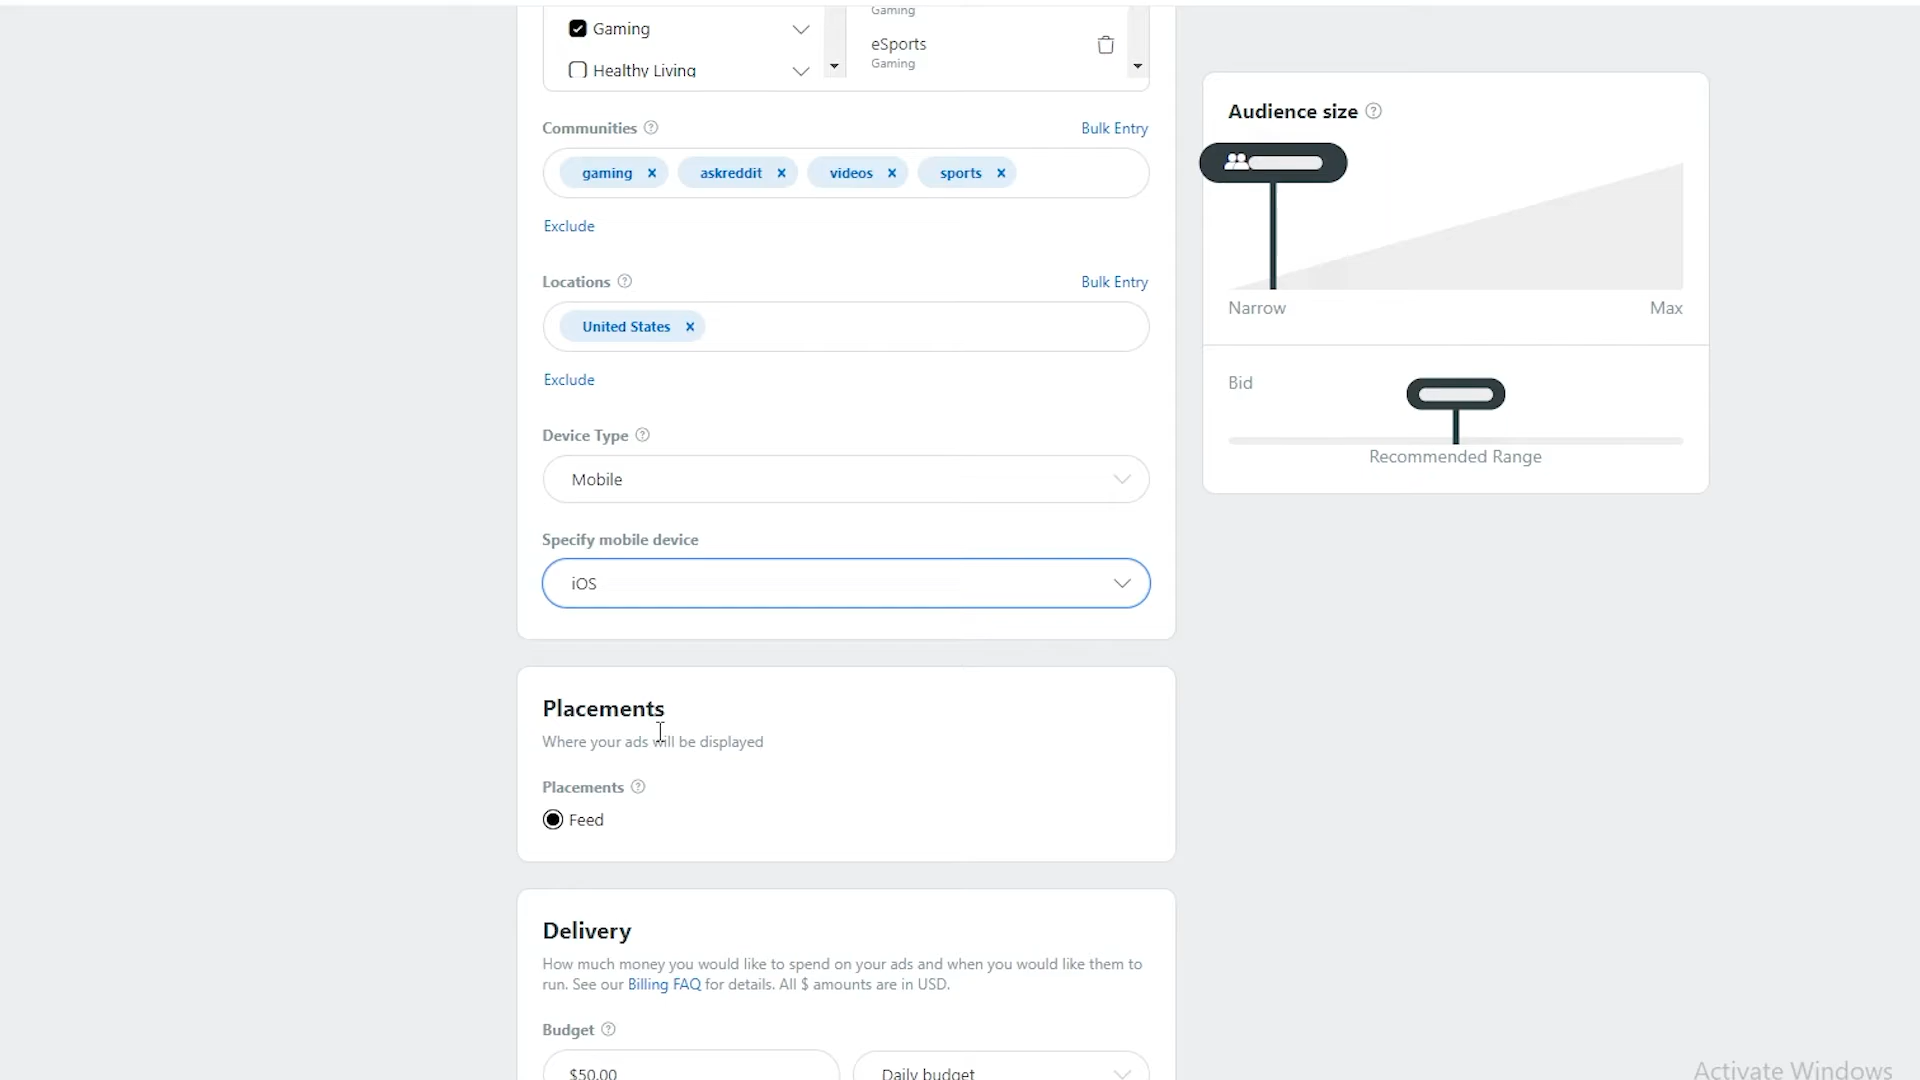 Gaming
Gaming
eSports
Gaming
Healthy Living
Communities
Bulk Entry
gaming
askreddit
videos
sports
Exclude
Locations
Bulk Entry
United States
Exclude
Device Type
Mobile
Specify mobile device
iOS
Placements
Where your ads will be displayed
Placements
Feed
Delivery
How much money you would like to spend on your ads and when you would like them to
run. See our Billing FAQ for details. All $ amounts are in USD.
Budget
$50.00
Daily budget
Audience size
Narrow
Max
Bid
Recommended Range
Activate Windows